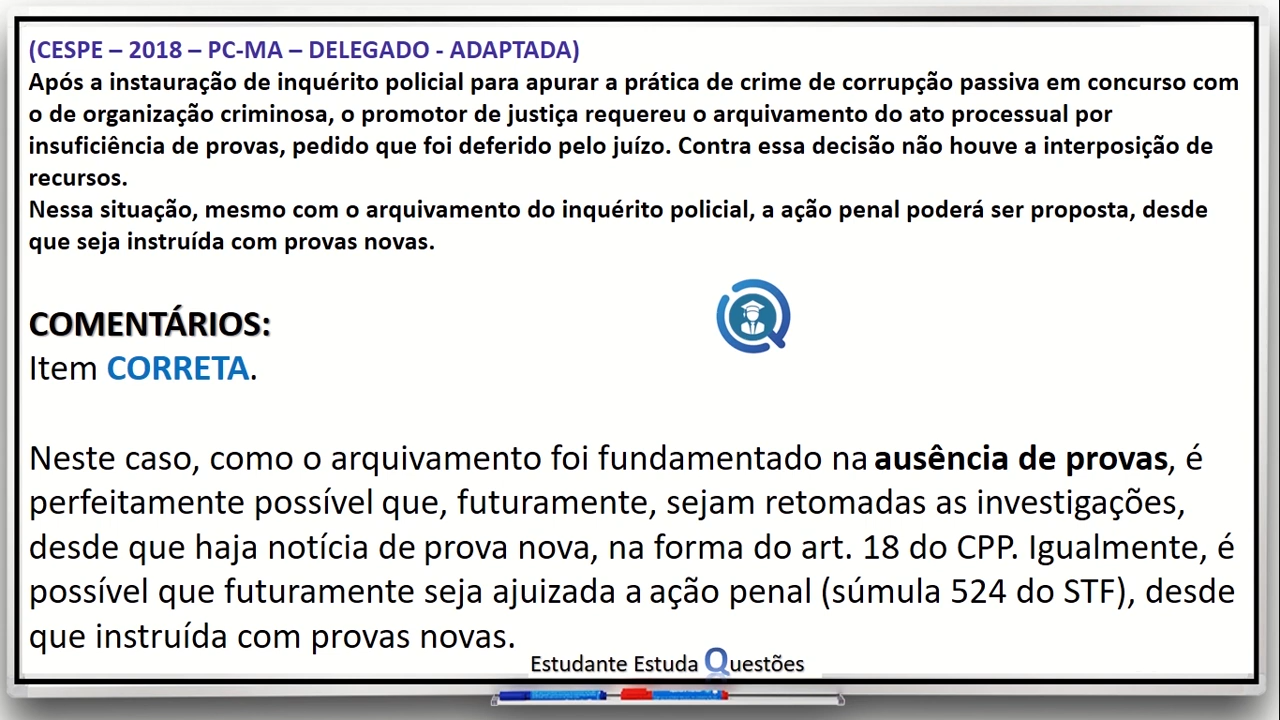 (CESPE – 2018 – PC-MA – DELEGADO - ADAPTADA)
Após a instauração de inquérito policial para apurar a prática de crime de corrupção passiva em concurso com
o de organização criminosa, o promotor de justiça requereu o arquivamento do ato processual por
insuficiência de provas, pedido que foi deferido pelo juízo. Contra essa decisão não houve a interposição de
recursos.
Nessa situação, mesmo com o arquivamento do inquérito policial, a ação penal poderá ser proposta, desde
que seja instruída com provas novas.
COMENTÁRIOS:
Item CORRETA.
Neste caso, como o arquivamento foi fundamentado na ausência de provas, é
perfeitamente possível que, futuramente, sejam retomadas as investigações,
desde que haja notícia de prova nova, na forma do art. 18 do CPP. Igualmente, é
possível que futuramente seja ajuizada a ação penal (súmula 524 do STF), desde
que instruída com provas novas.
Estudante Estuda Questões